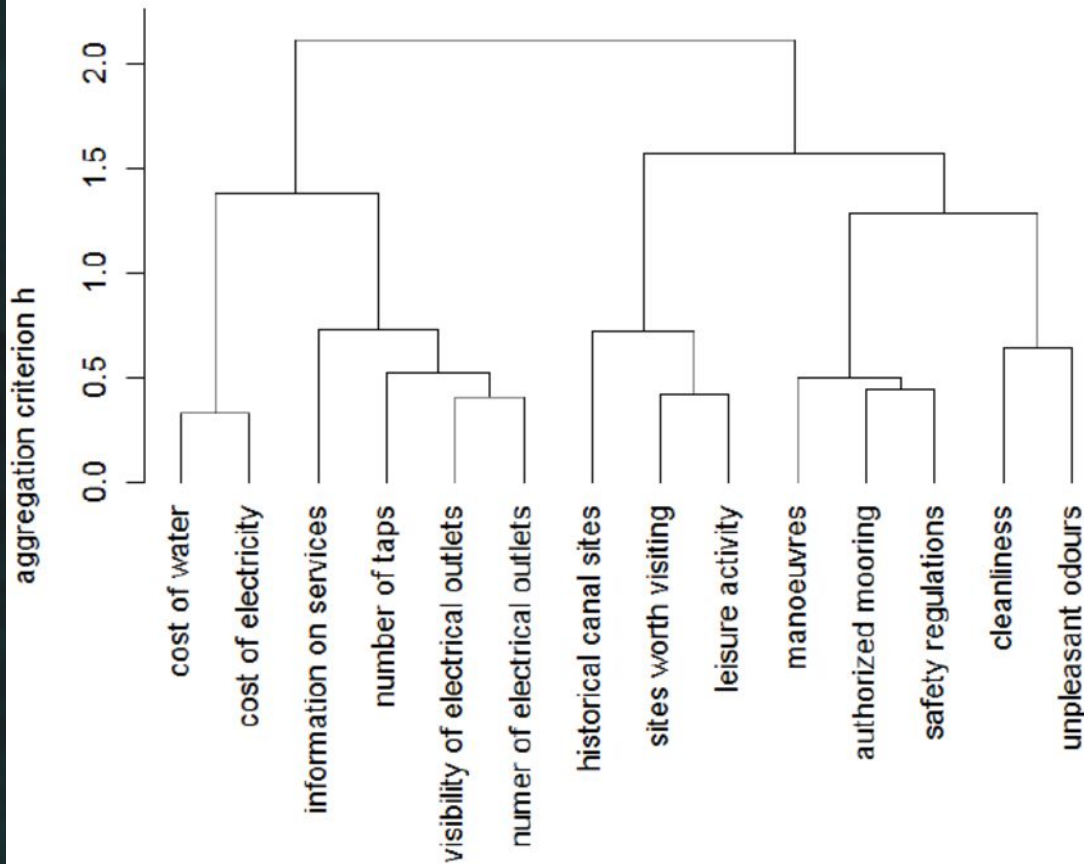 aggregation criterion h
2.0
1.5
1.0
0.5
0.0
cost of water
cost of electricity
information on services
number of taps
visibility of electrical outlets
numer of electrical outlets
historical canal sites
sites worth visiting
leisure activity
manoeuvres
authorized mooring
safety regulations
cleanliness
unpleasant odours